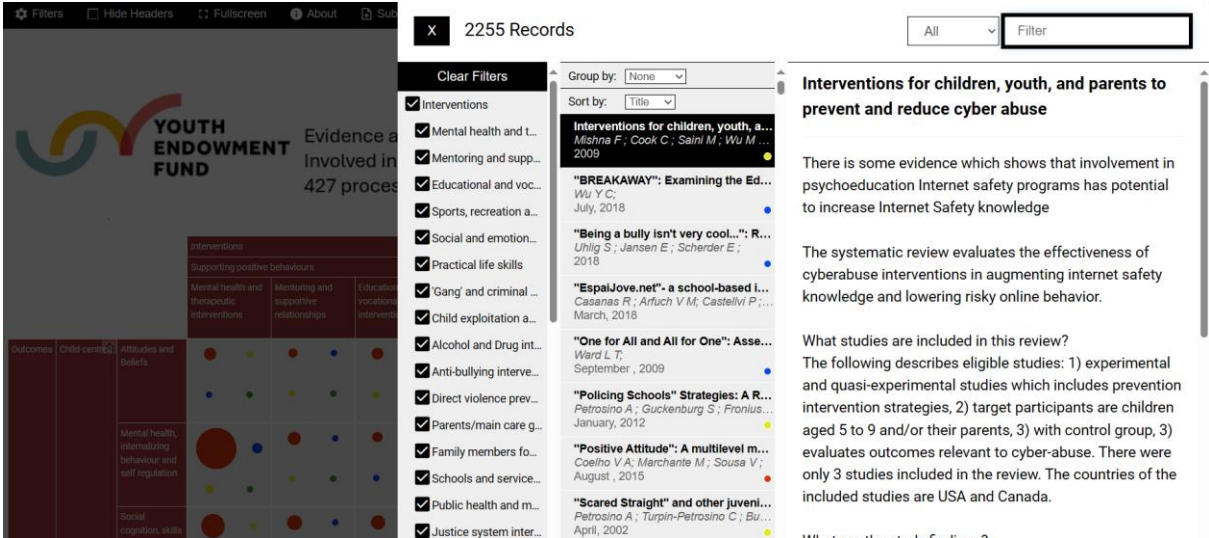 Filters
Hide Headers
Fullscreen
About
Sub
YOUTH
ENDOWMENT
FUND
Evidence a
Involved in
427 proces
Interventions
Supporting positive behaviours
Mental health and therapeutic interventions
Mentoring and supportive relationships
Education
vocationa
interventi
Outcomes
Child-centred
Attitudes and Beliefs
Mental health, internalizing behaviour and self regulation
Social cognition, skills
X
2255 Records
All
Filter
Clear Filters
Interventions
Mental health and t...
Mentoring and supp...
Educational and voc...
Sports, recreation a...
Social and emotion...
Practical life skills
'Gang' and criminal ...
Child exploitation a...
Alcohol and Drug int...
Anti-bullying interve...
Direct violence prev...
Parents/main care g...
Family members fo...
Schools and service...
Public health and m...
Justice system inter...
Group by: None
Sort by: Title
Interventions for children, youth, a...
Mishna F ; Cook C ; Saini M ; Wu M ...
2009
"BREAKAWAY": Examining the Ed...
Wu Y C;
July, 2018
"Being a bully isn't very cool...": R...
Uhlig S ; Jansen E ; Scherder E ;
2018
"EspaiJove.net"- a school-based i...
Casanas R ; Arfuch V M; Castellvi P ;...
March, 2018
"One for All and All for One": Asse...
Ward L T;
September , 2009
"Policing Schools" Strategies: A R...
Petrosino A ; Guckenburg S ; Fronius...
January, 2012
"Positive Attitude": A multilevel m...
Coelho V A; Marchante M ; Sousa V ;
August , 2015
"Scared Straight" and other juveni...
Petrosino A ; Turpin-Petrosino C ; Bu...
April, 2002
Interventions for children, youth, and parents to
prevent and reduce cyber abuse
There is some evidence which shows that involvement in
psychoeducation Internet safety programs has potential
to increase Internet Safety knowledge
The systematic review evaluates the effectiveness of
cyberabuse interventions in augmenting internet safety
knowledge and lowering risky online behavior.
What studies are included in this review?
The following describes eligible studies: 1) experimental
and quasi-experimental studies which includes prevention
intervention strategies, 2) target participants are children
aged 5 to 9 and/or their parents, 3) with control group, 3)
evaluates outcomes relevant to cyber-abuse. There were
only 3 studies included in the review. The countries of the
included studies are USA and Canada.